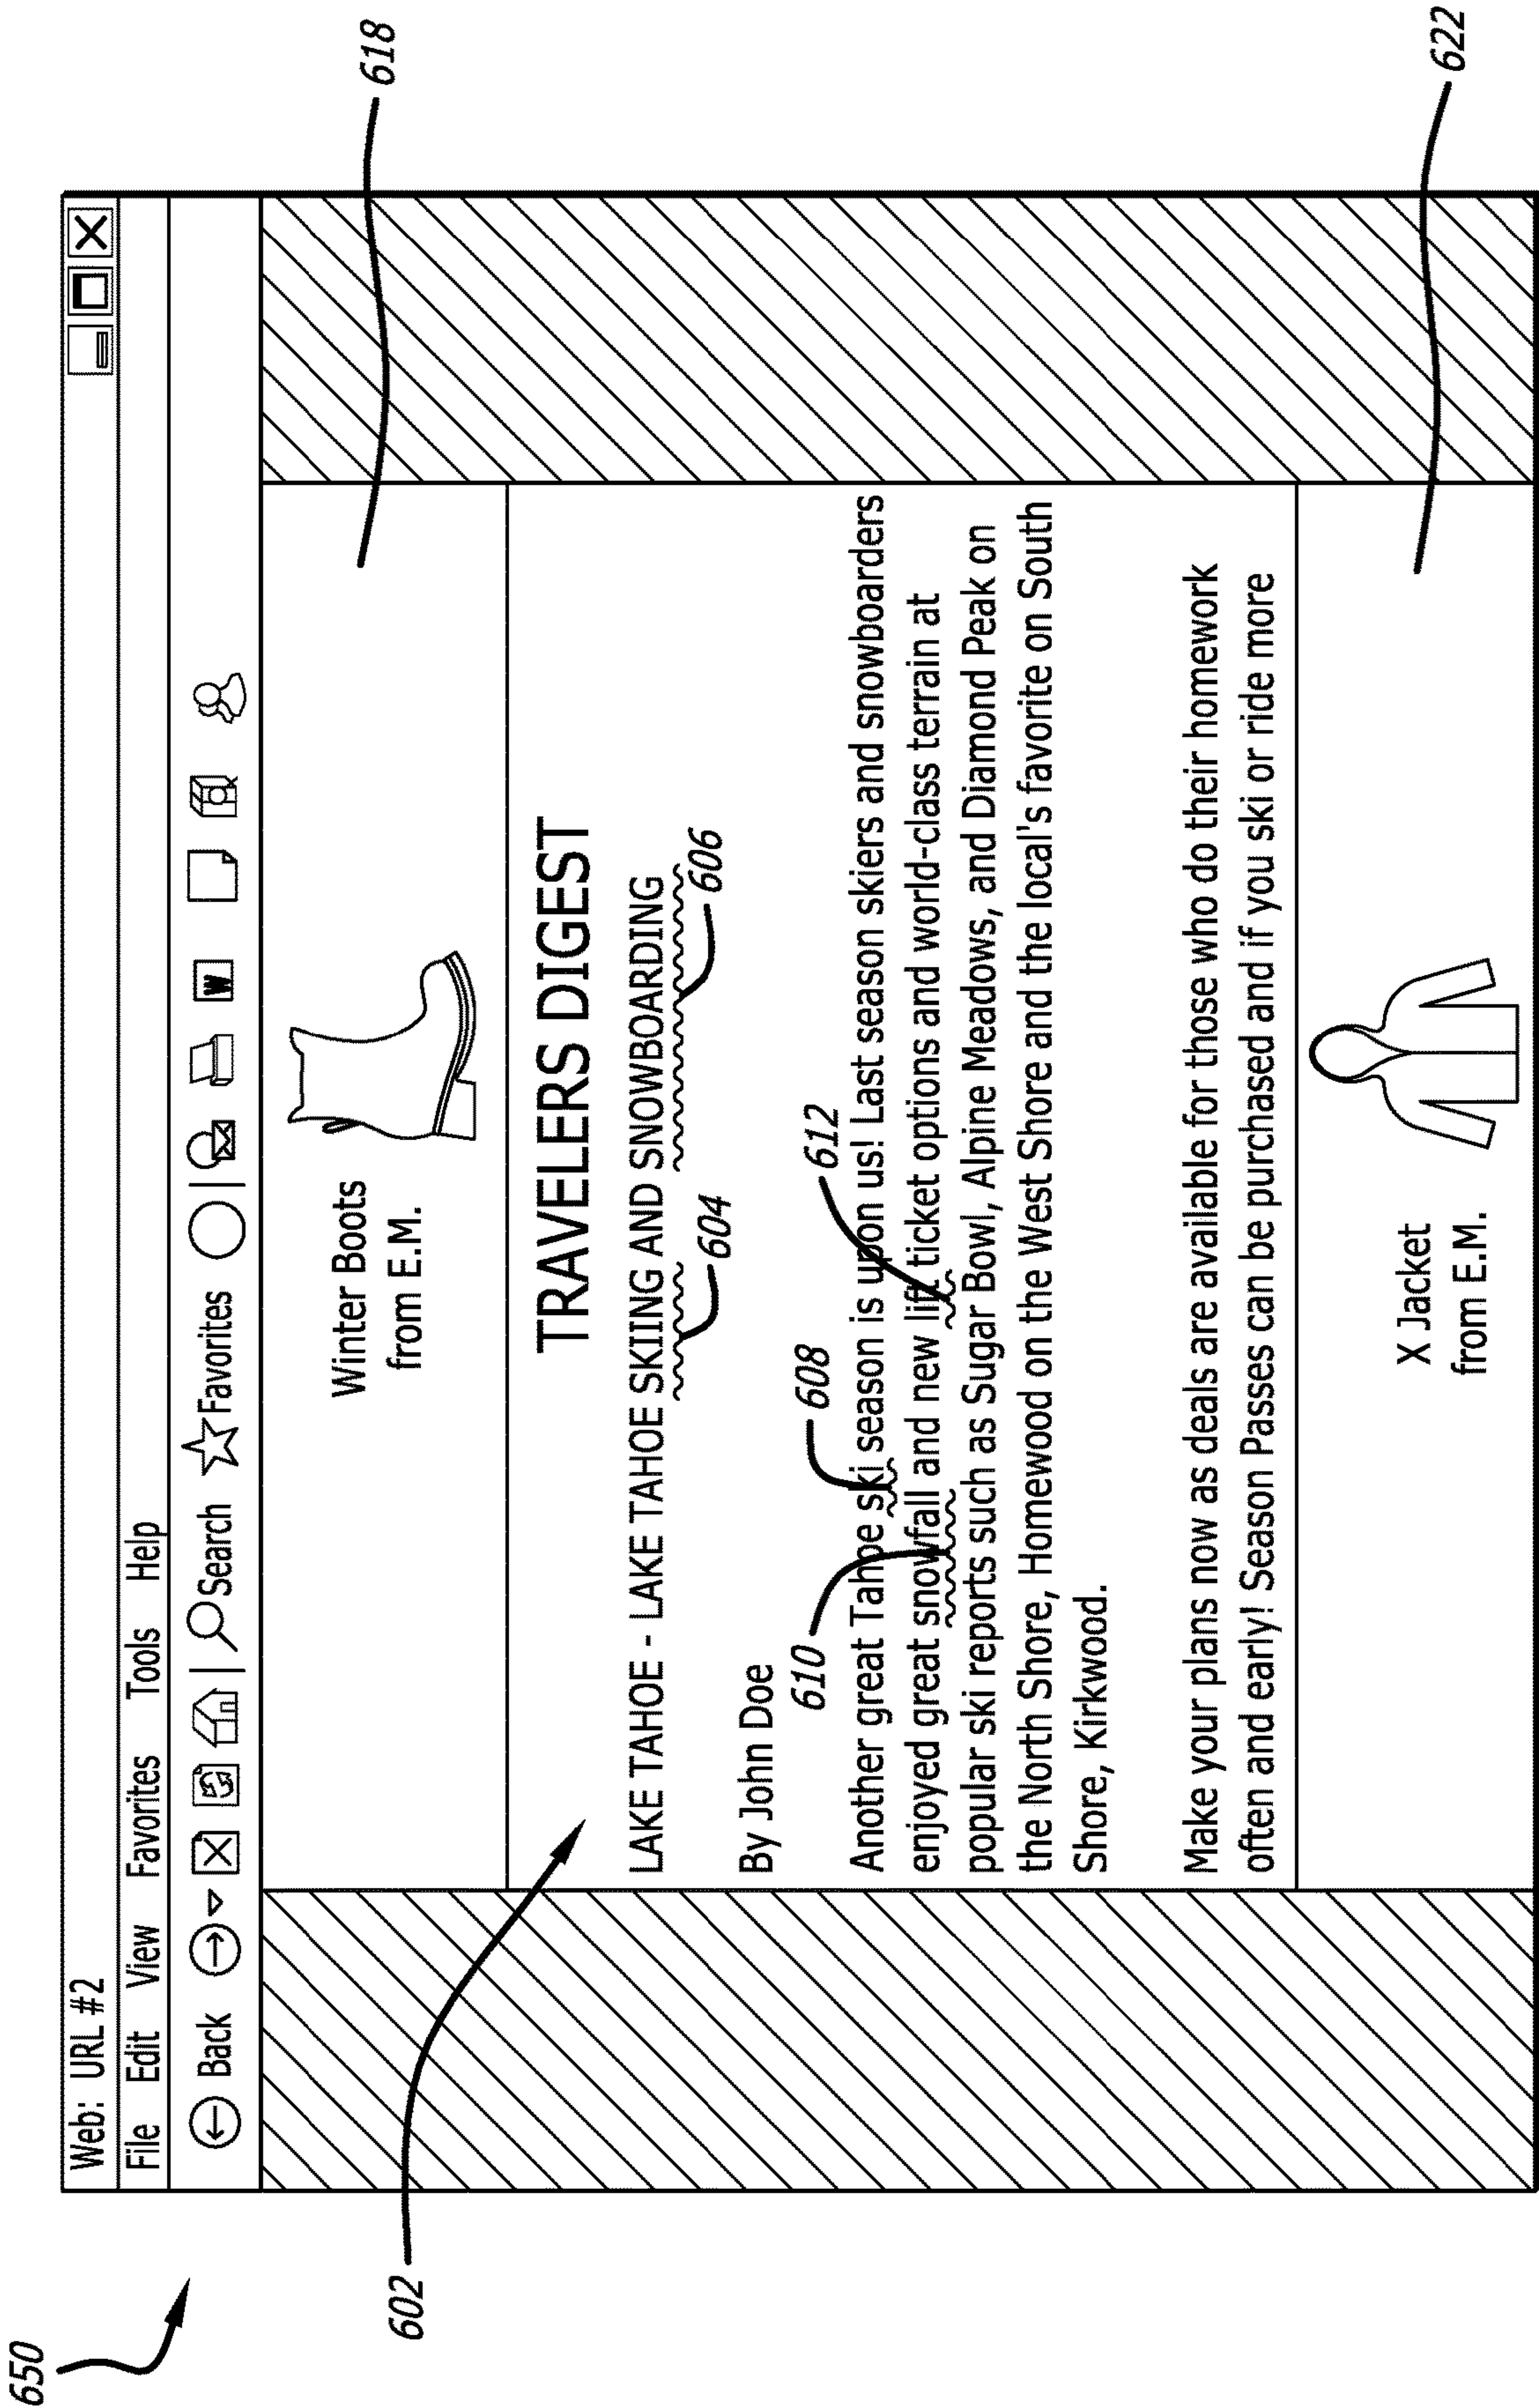 650
Web: URL #2
File Edit View Favorites Tools Help
Back Search Favorites W
618
Winter Boots
from E.M.
602
TRAVELERS DIGEST
LAKE TAHOE - LAKE TAHOE SKIING AND SNOWBOARDING
604 606
By John Doe
610 608 612
Another great Tahoe ski season is upon us! Last season skiers and snowboarders
enjoyed great snowfall and new lift ticket options and world-class terrain at
popular ski reports such as Sugar Bowl, Alpine Meadows, and Diamond Peak on
the North Shore, Homewood on the West Shore and the local's favorite on South
Shore, Kirkwood.
Make your plans now as deals are available for those who do their homework
often and early! Season Passes can be purchased and if you ski or ride more
X Jacket
from E.M.
622